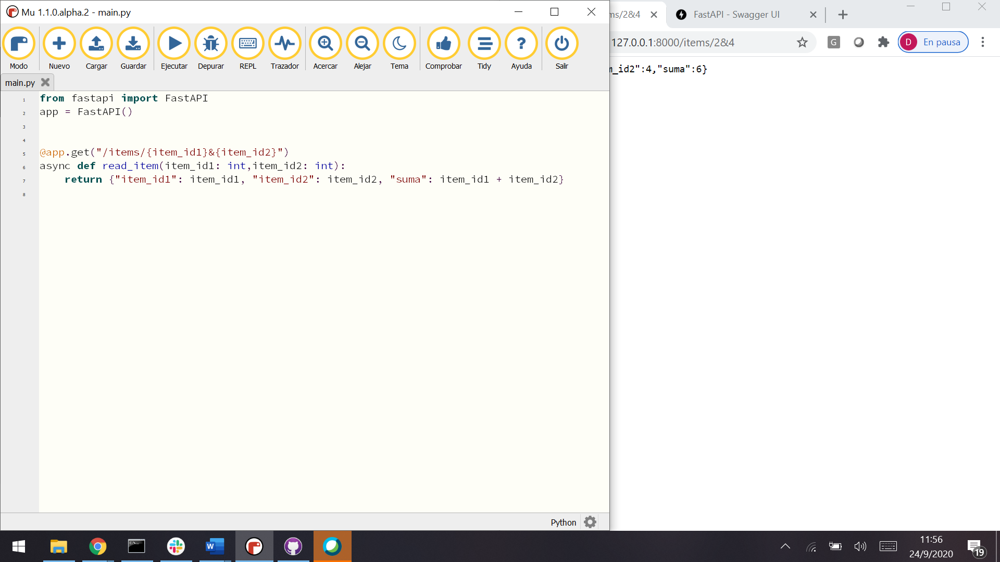 Mu 1.1.0.alpha.2 - main.py
Modo
Nuevo
Cargar
Guardar
Ejecutar
Depurar
REPL
Trazador
Acercar
Alejar
Tema
Comprobar
Tidy
Ayuda
Salir
main.py
1 from fastapi import FastAPI
2 app = FastAPI()
3
4
5 @app.get("/items/{item_id1}&{item_id2}")
6 async def read_item(item_id1: int,item_id2: int):
7 return {"item_id1": item_id1, "item_id2": item_id2, "suma": item_id1 + item_id2}
8
Python
ms/2&4
FastAPI - Swagger UI
127.0.0.1:8000/items/2&4
G
D
En pausa
m_id2":4,"suma":6}
C:\_
W
11:56
24/9/2020
19